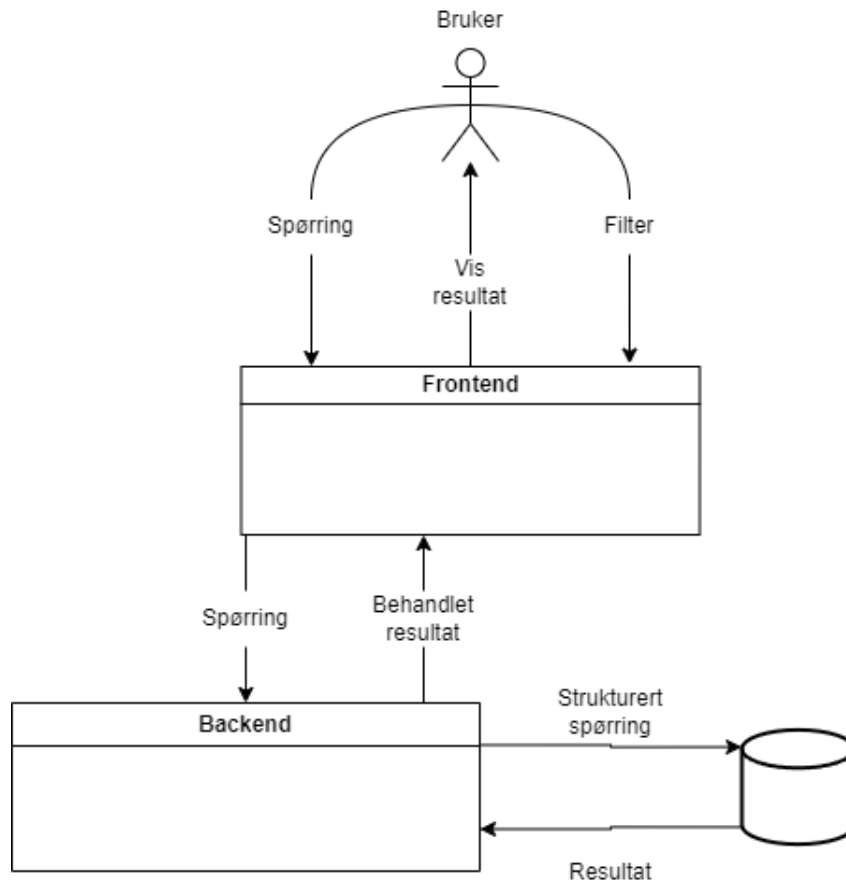 Bruker
Spørring
Filter
Vis
resultat
Frontend
Spørring
Behandlet
resultat
Backend
Strukturert
spørring
Resultat